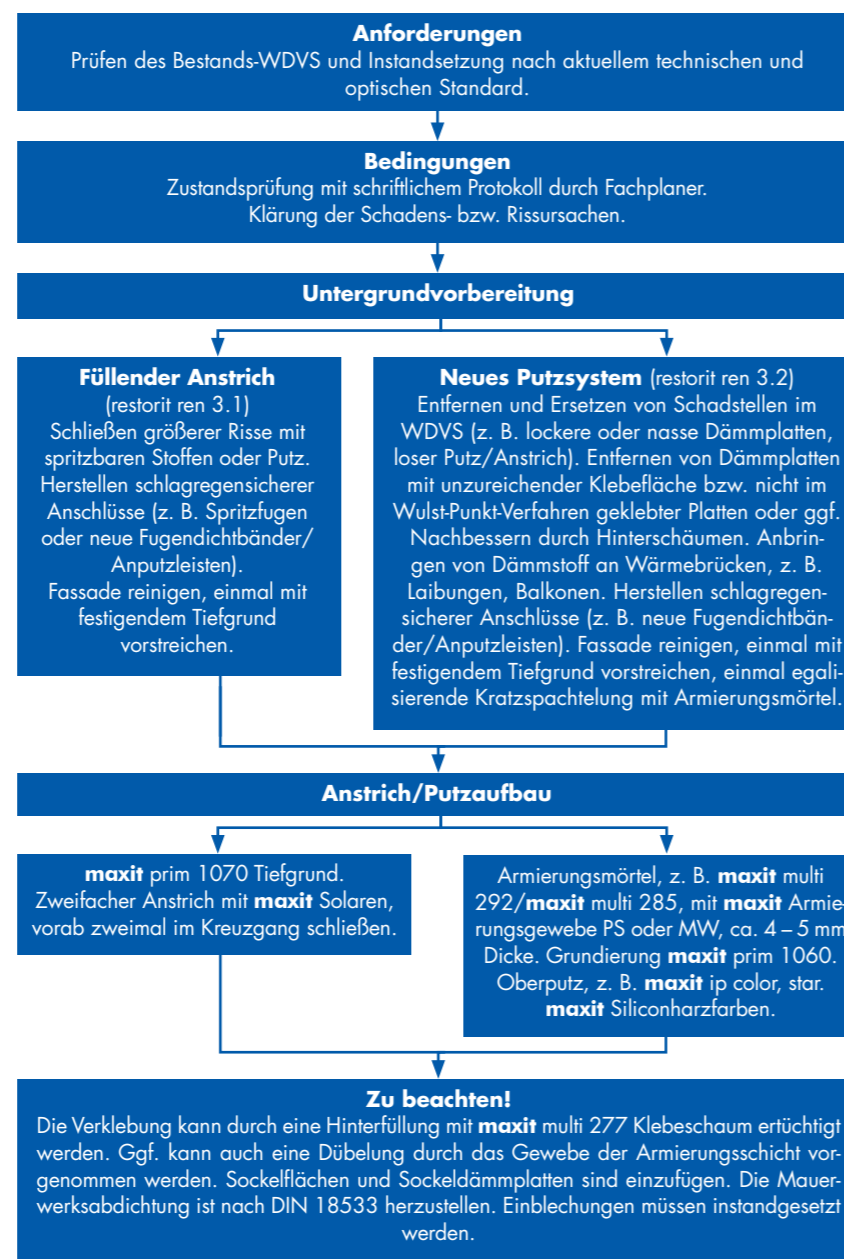 Anforderungen
Prüfen des Bestands-WDVS und Instandsetzung nach aktuellem technischen und
optischen Standard.
Bedingungen
Zustandsprüfung mit schriftlichem Protokoll durch Fachplaner.
Klärung der Schadens- bzw. Rissursachen.
Untergrundvorbereitung
Füllender Anstrich
(restorit ren 3.1)
Schließen größerer Risse mit
spritzbaren Stoffen oder Putz.
Herstellen schlagregensicherer
Anschlüsse (z. B. Spritzfugen
oder neue Fugendichtbänder/
Anputzleisten).
Fassade reinigen, einmal mit
festigendem Tiefgrund
vorstreichen.
Neues Putzsystem (restorit ren 3.2)
Entfernen und Ersetzen von Schadstellen im
WDVS (z. B. lockere oder nasse Dämmplatten,
loser Putz/Anstrich). Entfernen von Dämmplatten
mit unzureichender Klebefläche bzw. nicht im
Wulst-Punkt-Verfahren geklebter Platten oder ggf.
Nachbessern durch Hinterschäumen. Anbrin-
gen von Dämmstoff an Wärmebrücken, z. B.
Laibungen, Balkonen. Herstellen schlagregen-
sicherer Anschlüsse (z. B. neue Fugendichtbän-
der/Anputzleisten). Fassade reinigen, einmal mit
festigendem Tiefgrund vorstreichen, einmal egali-
sierende Kratzspachtelung mit Armierungsmörtel.
Anstrich/Putzaufbau
maxit prim 1070 Tiefgrund.
Zweifacher Anstrich mit maxit Solaren,
vorab zweimal im Kreuzgang schließen.
Armierungsmörtel, z. B. maxit multi
292/maxit multi 285, mit maxit Armie-
rungsgewebe PS oder MW, ca. 4 – 5 mm
Dicke. Grundierung maxit prim 1060.
Oberputz, z. B. maxit ip color, star.
maxit Siliconharzfarben.
Zu beachten!
Die Verklebung kann durch eine Hinterfüllung mit maxit multi 277 Klebeschaum ertüchtigt
werden. Ggf. kann auch eine Dübelung durch das Gewebe der Armierungsschicht vor-
genommen werden. Sockelflächen und Sockeldämmplatten sind einzufügen. Die Mauer-
werksabdichtung ist nach DIN 18533 herzustellen. Einblechungen müssen instandgesetzt
werden.